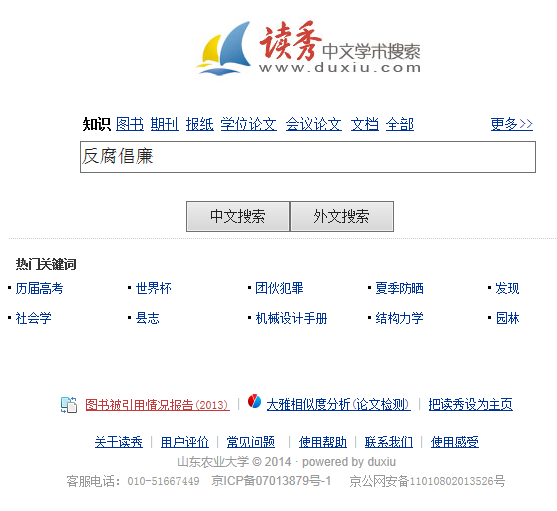 读秀中文学术搜索
www.duxiu.com
知识 图书 期刊 报纸 学位论文 会议论文 文档 全部 更多>>
反腐倡廉
中文搜索 外文搜索
热门关键词
历届高考 世界杯 团伙犯罪 夏季防晒 发现
社会学 县志 机械设计手册 结构力学 园林
图书被引用情况报告(2013) | 大雅相似度分析(论文检测) | 把读秀设为主页
关于读秀 | 用户评价 | 常见问题 | 使用帮助 | 联系我们 | 使用感受
山东农业大学 © 2014 · powered by duxiu
客服电话：010-51667449 京ICP备07013879号-1 京公网安备11010802013526号